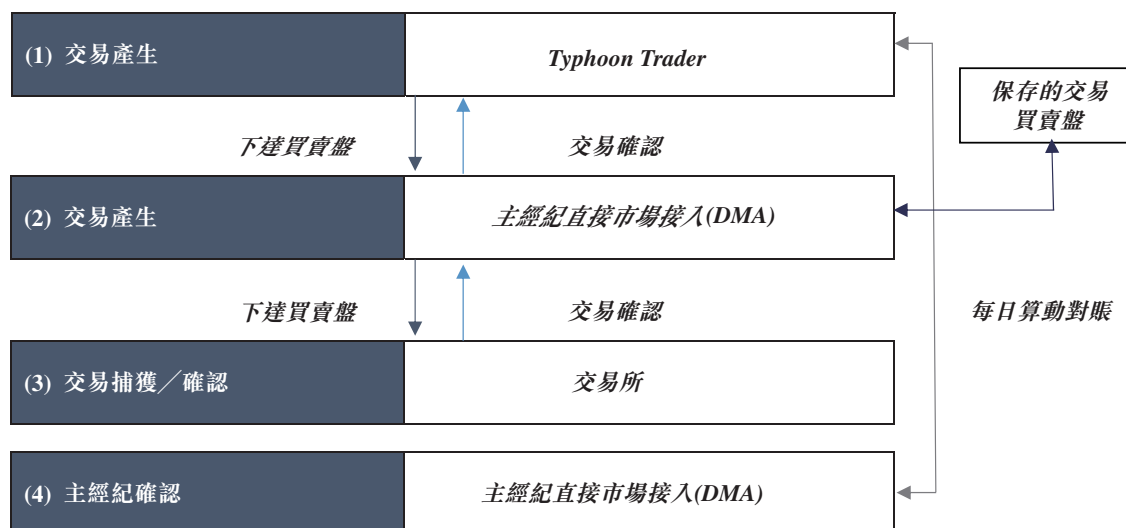 (1) 交易產生
Typhoon Trader
保存的交易
買賣盤
下達買賣盤
交易確認
(2) 交易產生
主經紀直接市場接入(DMA)
下達買賣盤
交易確認
每日算動對賬
(3) 交易捕獲／確認
交易所
(4) 主經紀確認
主經紀直接市場接入(DMA)